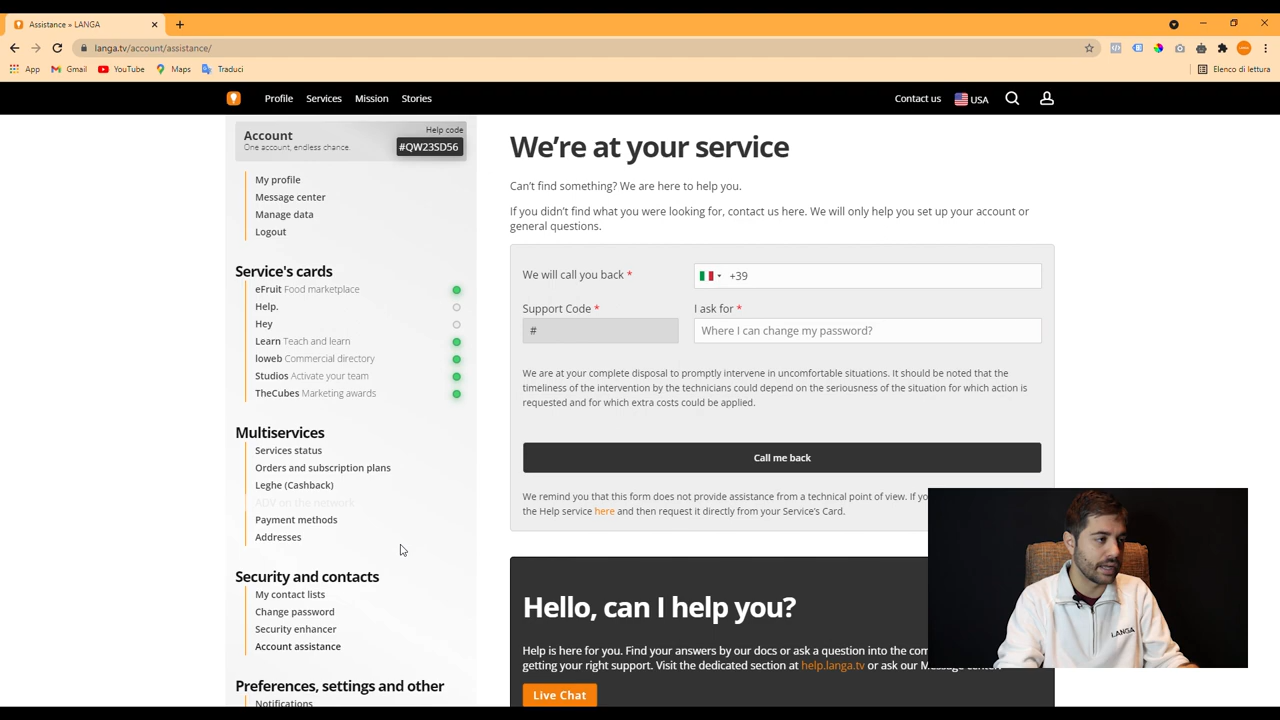 Assistance » LANGA
langa.tv/account/assistance/
App Gmail YouTube Maps Traduci Elenco di lettura
Profile Services Mission Stories Contact us USA
Account
One account, endless chance.
Help code
#QW23SD56
My profile
Message center
Manage data
Logout
Service's cards
eFruit Food marketplace
Help.
Hey
Learn Teach and learn
loweb Commercial directory
Studios Activate your team
TheCubes Marketing awards
Multiservices
Services status
Orders and subscription plans
Leghe (Cashback)
ADV on the network
Payment methods
Addresses
Security and contacts
My contact lists
Change password
Security enhancer
Account assistance
Preferences, settings and other
Notifications
We're at your service
Can't find something? We are here to help you.
If you didn't find what you were looking for, contact us here. We will only help you set up your account or
general questions.
We will call you back *
+39
Support Code *
I ask for *
#
Where I can change my password?
We are at your complete disposal to promptly intervene in uncomfortable situations. It should be noted that the
timeliness of the intervention by the technicians could depend on the seriousness of the situation for which action is
requested and for which extra costs could be applied.
Call me back
We remind you that this form does not provide assistance from a technical point of view. If
the Help service here and then request it directly from your Service's Card.
Hello, can I help you?
Help is here for you. Find your answers by our docs or ask a question into the
getting your right support. Visit the dedicated section at help.langa.tv or ask our Message
Live Chat
LANGA